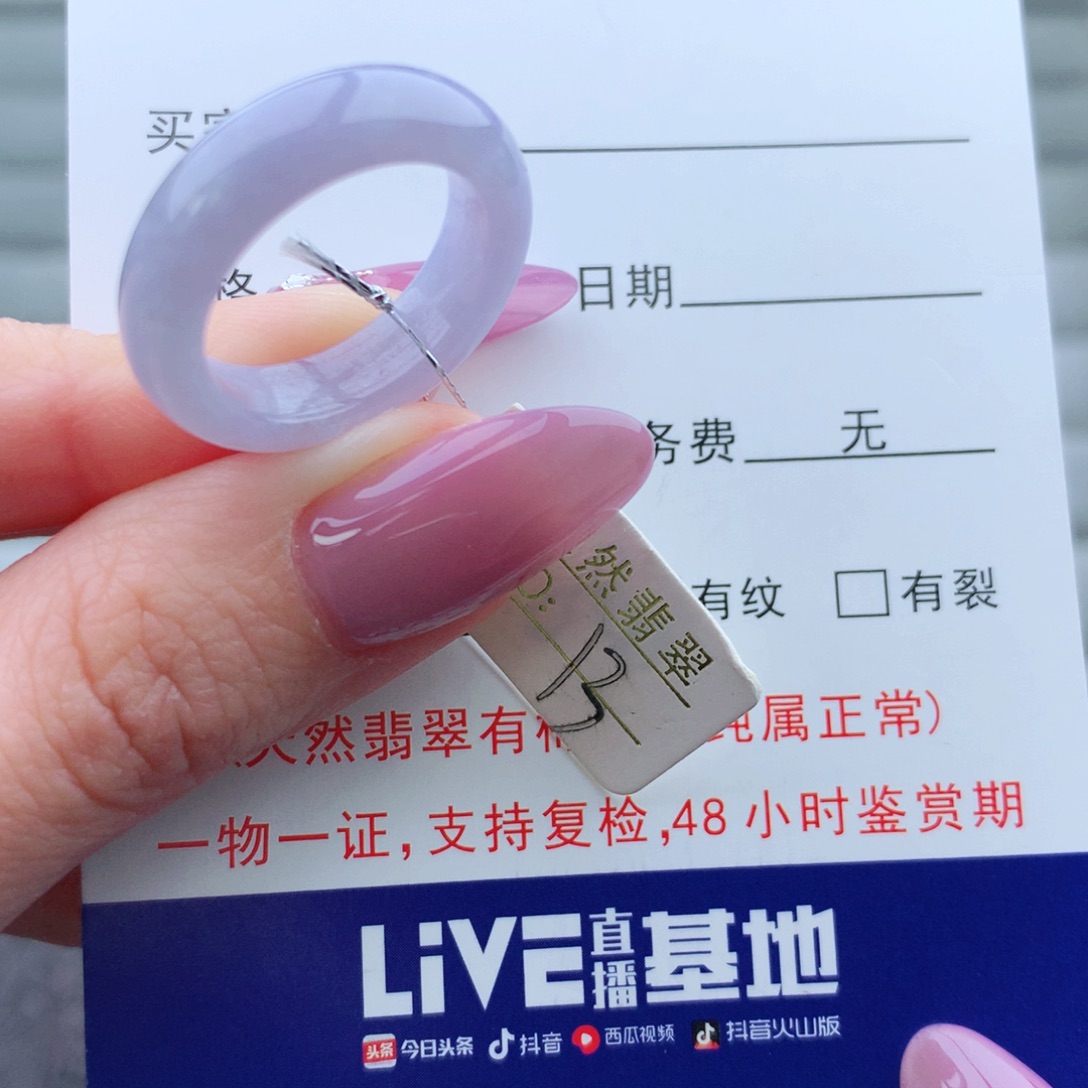 买
格
日期
务费 无
有纹 □有裂
然翡翠
13
天然翡翠有 纯属正常)
一物一证,支持复检,48小时鉴赏期
LiVE直播基地
头条 今日头条 抖音 西瓜视频 抖音火山版